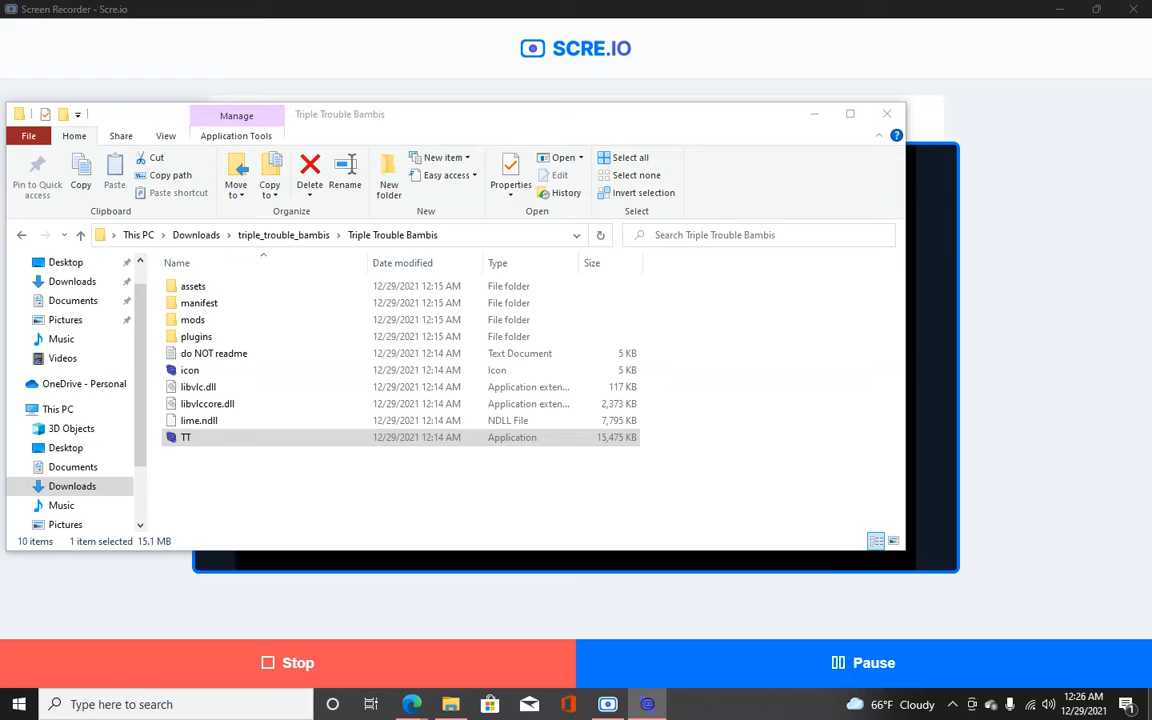 Screen Recorder - Scre.io
SCRE.IO
Manage
Triple Trouble Bambis
File
Home
Share
View
Application Tools
Pin to Quick access
Copy
Paste
Cut
Copy path
Paste shortcut
Move to
Copy to
Delete
Rename
New folder
New item
Easy access
Properties
Open
Edit
History
Select all
Select none
Invert selection
Clipboard
Organize
New
Open
Select
This PC > Downloads > triple_trouble_bambis > Triple Trouble Bambis
Search Triple Trouble Bambis
Name Date modified Type Size
Desktop
Downloads
Documents
Pictures
Music
Videos
OneDrive - Personal
This PC
3D Objects
Desktop
Documents
Downloads
Music
Pictures
assets 12/29/2021 12:15 AM File folder
manifest 12/29/2021 12:15 AM File folder
mods 12/29/2021 12:15 AM File folder
plugins 12/29/2021 12:15 AM File folder
do NOT readme 12/29/2021 12:14 AM Text Document 5 KB
icon 12/29/2021 12:14 AM Icon 5 KB
libvlc.dll 12/29/2021 12:14 AM Application exten... 117 KB
libvlccore.dll 12/29/2021 12:14 AM Application exten... 2,373 KB
lime.ndll 12/29/2021 12:14 AM NDLL File 7,795 KB
TT 12/29/2021 12:14 AM Application 15,475 KB
10 items 1 item selected 15.1 MB
Stop
Pause
Type here to search
66°F Cloudy
12:26 AM
12/29/2021
1